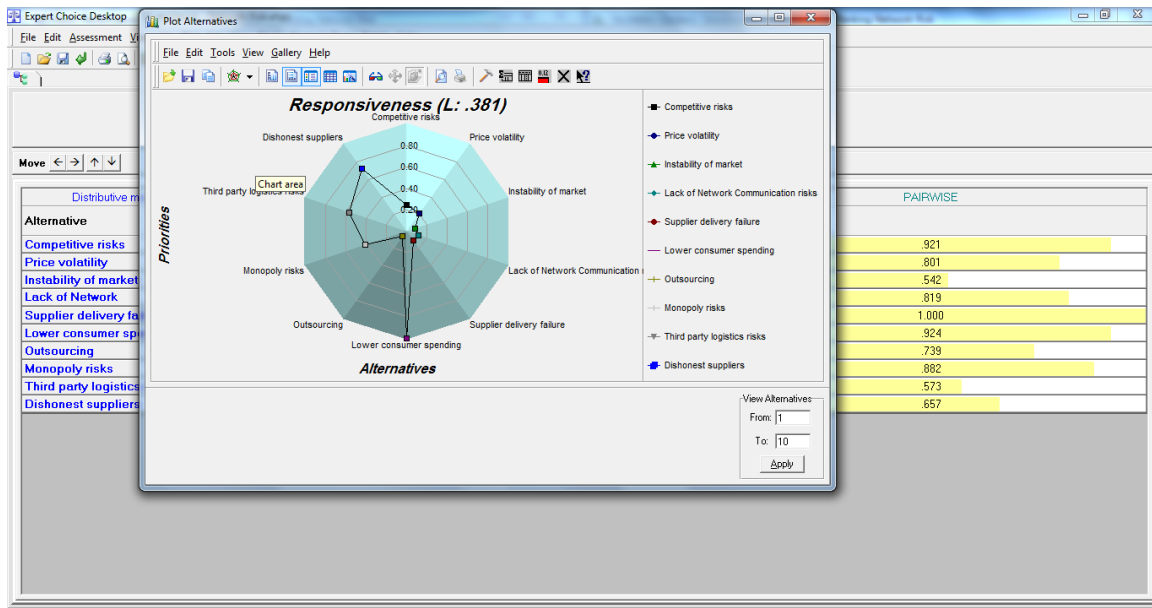 Expert Choice Desktop
Plot Alternatives
File Edit Assessment Vi
File Edit Tools View Gallery Help
Responsiveness (L: .381)
Competitive risks
Dishonest suppliers
Price volatility
0.80
0.60
0.40
0.20
Third party logistics risks
Chart area
Instability of market
Monopoly risks
Lack of Network Communication
Outsourcing
Supplier delivery failure
Lower consumer spending
Priorities
Alternatives
Competitive risks
Price volatility
Instability of market
Lack of Network Communication risks
Supplier delivery failure
Lower consumer spending
Outsourcing
Monopoly risks
Third party logistics risks
Dishonest suppliers
View Alternatives
From: 1
To: 10
Apply
Move
Distributive m
PAIRWISE
Alternative
Competitive risks .921
Price volatility .801
Instability of market .542
Lack of Network .819
Supplier delivery fa 1.000
Lower consumer sp .924
Outsourcing .739
Monopoly risks .882
Third party logistics .573
Dishonest suppliers .657